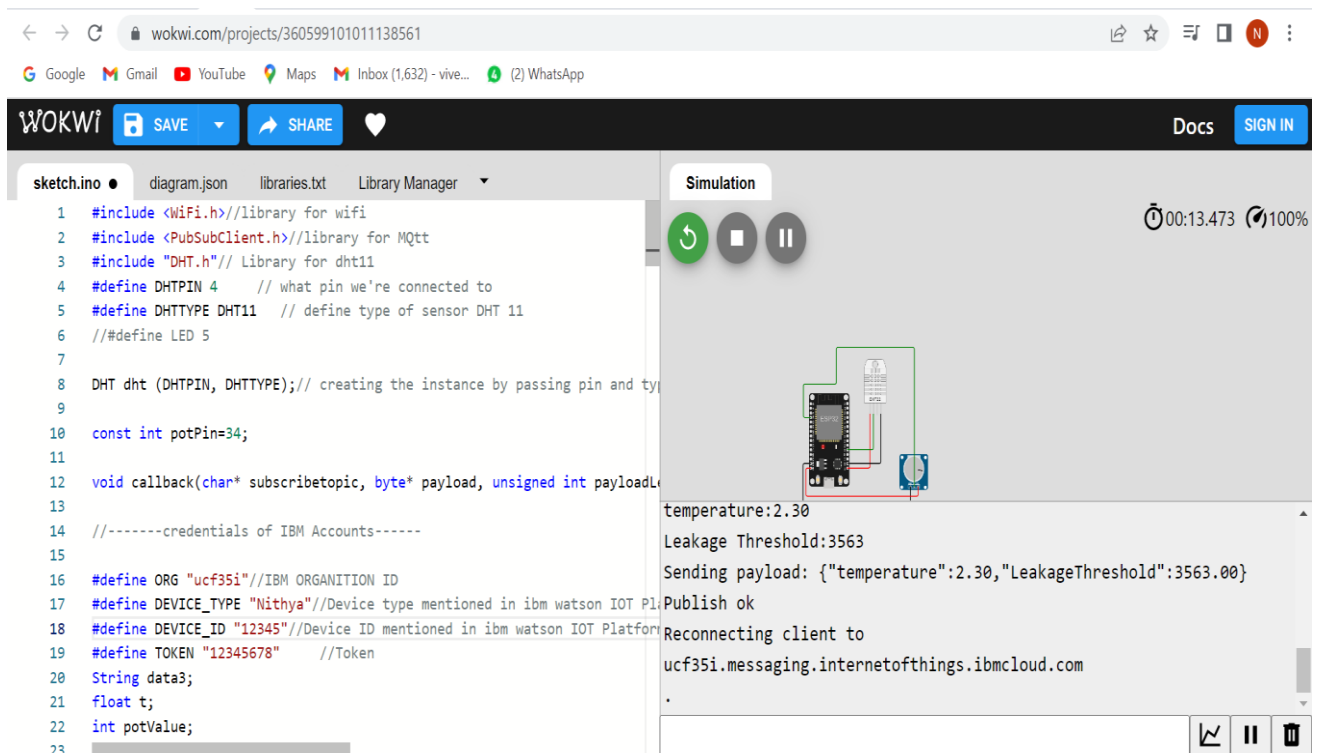 wokwi.com/projects/360599101011138561
N
G Google
Gmail
YouTube
Maps
Inbox (1,632) - vive...
4 (2) WhatsApp
WOKWI
SAVE
SHARE
Docs
SIGN IN
sketch.ino ●
diagram.json
libraries.txt
Library Manager
1 #include <WiFi.h>//library for wifi
2 #include <PubSubClient.h>//library for MQtt
3 #include "DHT.h"// Library for dht11
4 #define DHTPIN 4 // what pin we're connected to
5 #define DHTTYPE DHT11 // define type of sensor DHT 11
6 //#define LED 5
7
8 DHT dht (DHTPIN, DHTTYPE);// creating the instance by passing pin and ty
9
10 const int potPin=34;
11
12 void callback(char* subscribetopic, byte* payload, unsigned int payloadL
13
14 //-------credentials of IBM Accounts------
15
16 #define ORG "ucf35i"//IBM ORGANITION ID
17 #define DEVICE_TYPE "Nithya"//Device type mentioned in ibm watson IOT Pl
18 #define DEVICE_ID "12345"//Device ID mentioned in ibm watson IOT Platfor
19 #define TOKEN "12345678" //Token
20 String data3;
21 float t;
22 int potValue;
23
Simulation
00:13.473 100%
ESP32
temperature:2.30
Leakage Threshold:3563
Sending payload: {"temperature":2.30,"LeakageThreshold":3563.00}
Publish ok
Reconnecting client to
ucf35i.messaging.internetofthings.ibmcloud.com
.